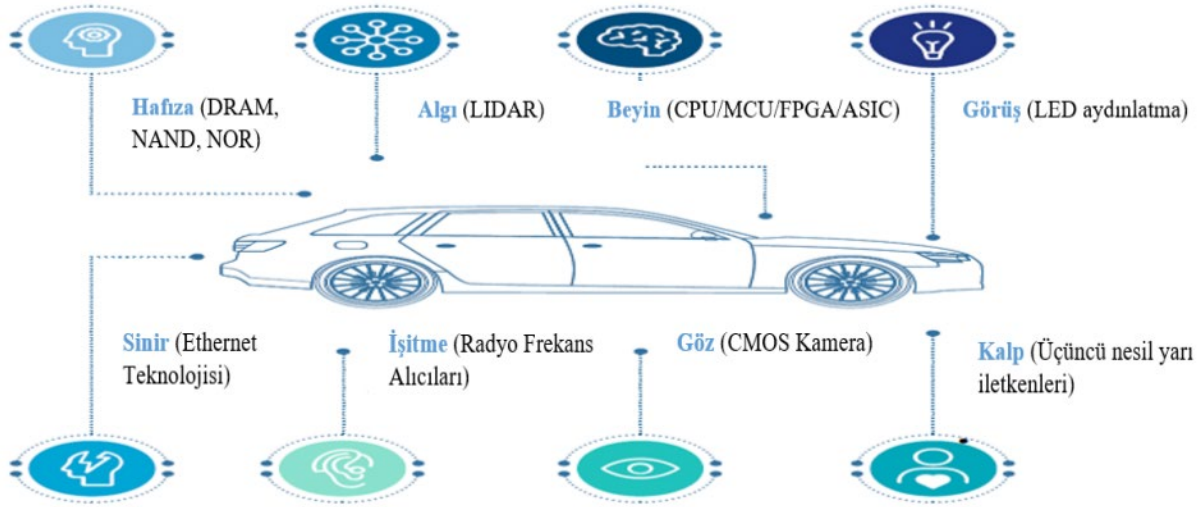 Hafıza (DRAM,
NAND, NOR)
Algı (LIDAR)
Beyin (CPU/MCU/FPGA/ASIC)
Görüş (LED aydınlatma)
Sinir (Ethernet
Teknolojisi)
İşitme (Radyo Frekans
Alıcıları)
Göz (CMOS Kamera)
Kalp (Üçüncü nesil yarı
iletkenleri)